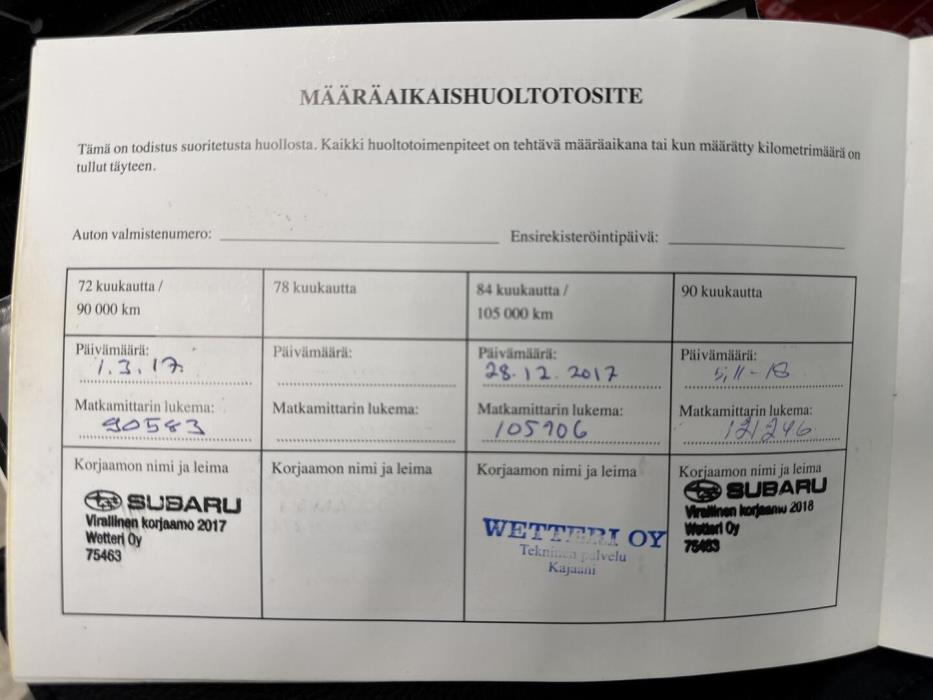 MÄÄRÄAIKAISHUOLTOTOSITE
Tämä on todistus suoritetusta huollosta. Kaikki huoltotoimenpiteet on tehtävä määräaikana tai kun määrätty kilometrimäärä on
tullut täyteen.
Auton valmistenumero: Ensirekisteröintipäivä:
72 kuukautta /
90 000 km
78 kuukautta
84 kuukautta /
105 000 km
90 kuukautta
Päivämäärä:
1.3.17.
Päivämäärä:
Päivämäärä:
28.12.2017
Päivämäärä:
5,11-18
Matkamittarin lukema:
90583
Matkamittarin lukema:
Matkamittarin lukema:
105906
Matkamittarin lukema:
121246
Korjaamon nimi ja leima
SUBARU
Virallinen korjaamo 2017
Wetteri Oy
75463
Korjaamon nimi ja leima
Korjaamon nimi ja leima
WETTERI OY
Tekninen palvelu
Kajaani
Korjaamon nimi ja leima
SUBARU
Virallinen korjaamo 2018
Wetteri Oy
75463